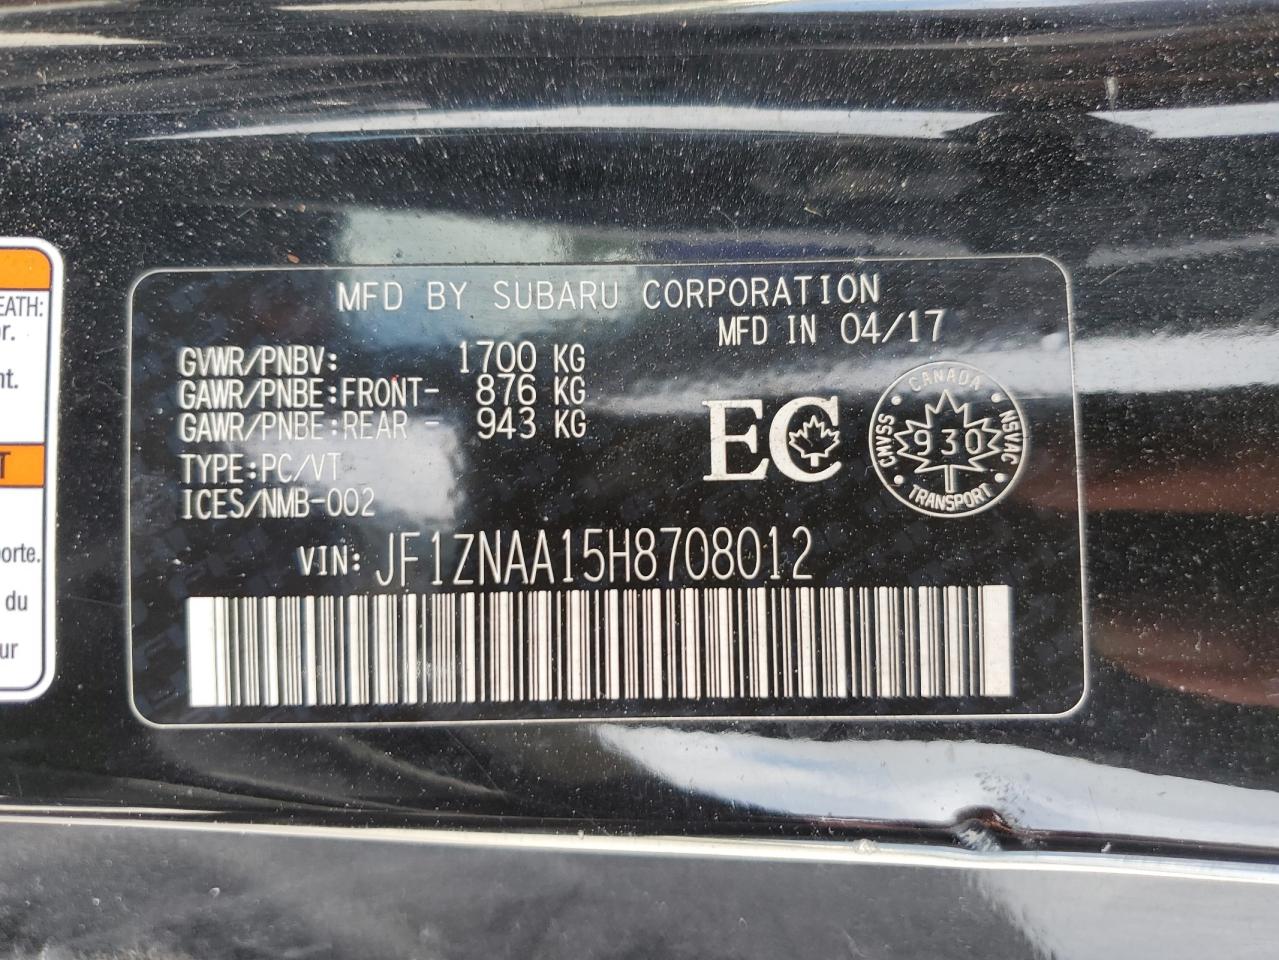 MFD BY SUBARU CORPORATION
MFD IN 04/17
GVWR/PNBV: 1700 KG
GAWR/PNBE:FRONT- 876 KG
GAWR/PNBE:REAR - 943 KG
TYPE:PC/VT
ICES/NMB-002
EC
CANADA
CMVSS 930 NSVAC
TRANSPORT
VIN: JF1ZNAA15H8708012
EATH:
or.
nt.
T
porte.
du
ur